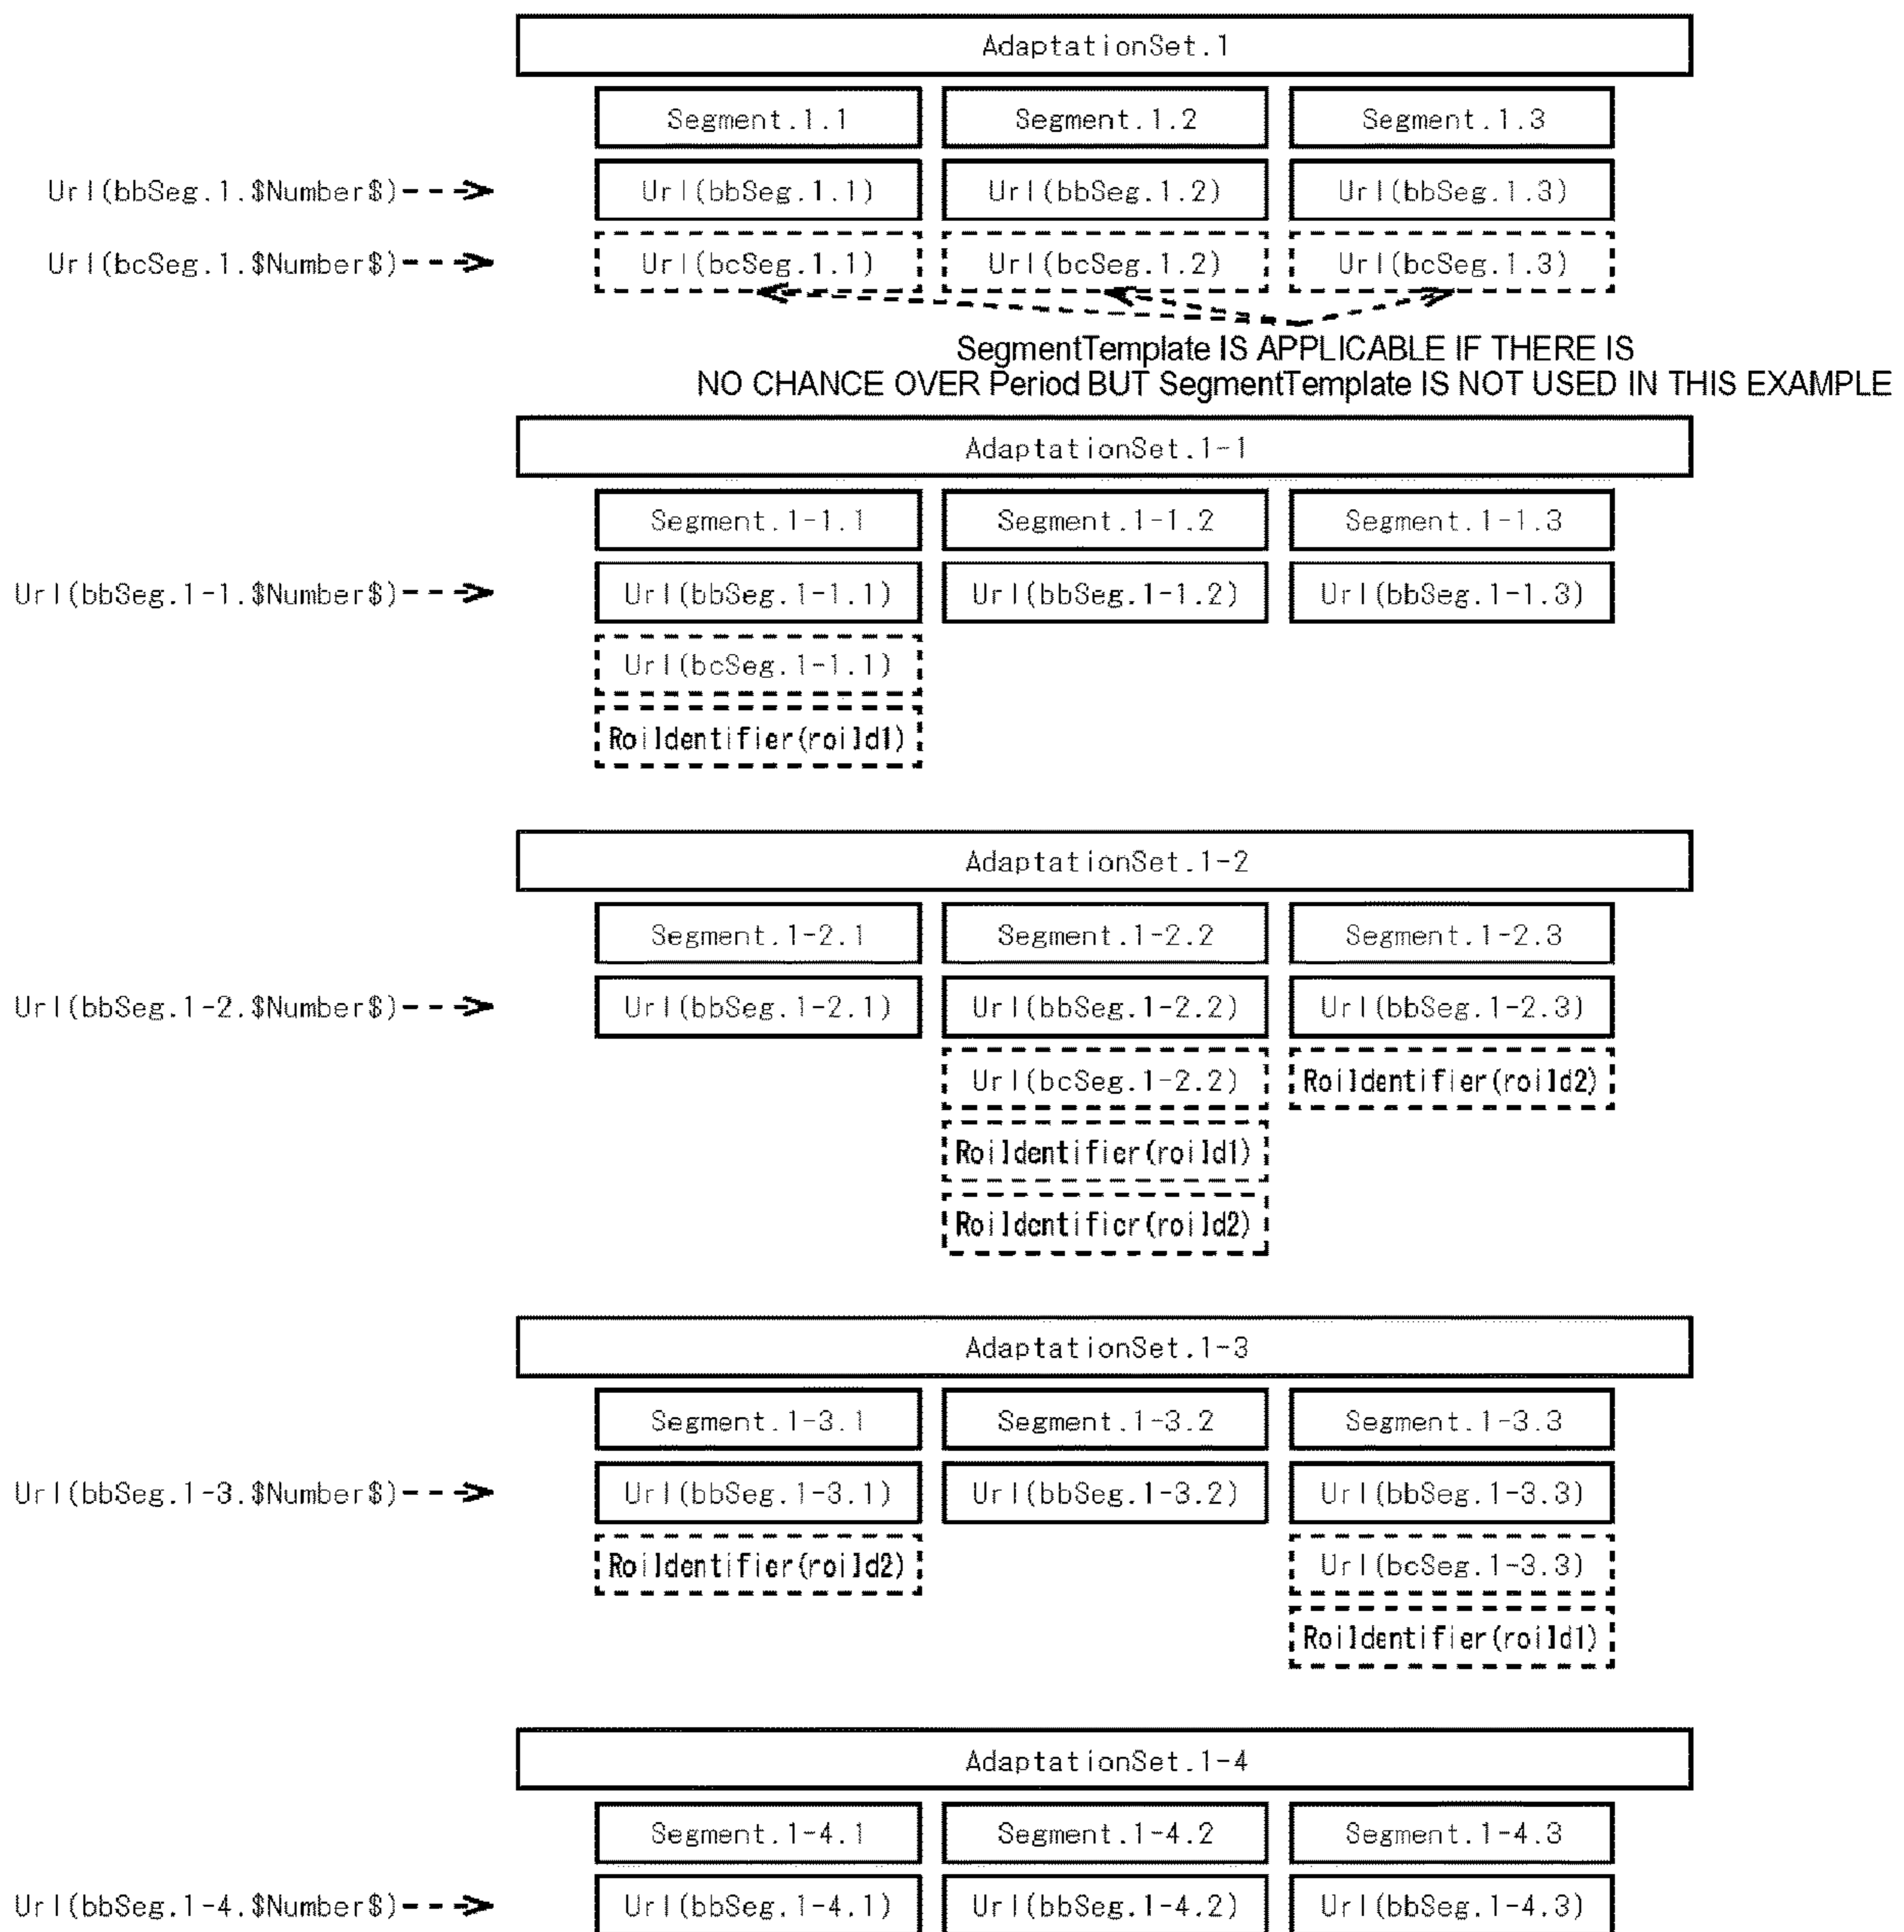 AdaptationSet.1
Segment.1.1 Segment.1.2 Segment.1.3
Url(bbSeg.1.$Number$) Url(bbSeg.1.1) Url(bbSeg.1.2) Url(bbSeg.1.3)
Url(bcSeg.1.$Number$) Url(bcSeg.1.1) Url(bcSeg.1.2) Url(bcSeg.1.3)
SegmentTemplate IS APPLICABLE IF THERE IS
NO CHANCE OVER Period BUT SegmentTemplate IS NOT USED IN THIS EXAMPLE
AdaptationSet.1-1
Segment.1-1.1 Segment.1-1.2 Segment.1-1.3
Url(bbSeg.1-1.$Number$) Url(bbSeg.1-1.1) Url(bbSeg.1-1.2) Url(bbSeg.1-1.3)
Url(bcSeg.1-1.1)
RoiIdentifier(roiId1)
AdaptationSet.1-2
Segment.1-2.1 Segment.1-2.2 Segment.1-2.3
Url(bbSeg.1-2.$Number$) Url(bbSeg.1-2.1) Url(bbSeg.1-2.2) Url(bbSeg.1-2.3)
Url(bcSeg.1-2.2) RoiIdentifier(roiId2)
RoiIdentifier(roiId1)
RoiIdentifier(roiId2)
AdaptationSet.1-3
Segment.1-3.1 Segment.1-3.2 Segment.1-3.3
Url(bbSeg.1-3.$Number$) Url(bbSeg.1-3.1) Url(bbSeg.1-3.2) Url(bbSeg.1-3.3)
RoiIdentifier(roiId2) Url(bcSeg.1-3.3)
RoiIdentifier(roiId1)
AdaptationSet.1-4
Segment.1-4.1 Segment.1-4.2 Segment.1-4.3
Url(bbSeg.1-4.$Number$) Url(bbSeg.1-4.1) Url(bbSeg.1-4.2) Url(bbSeg.1-4.3)